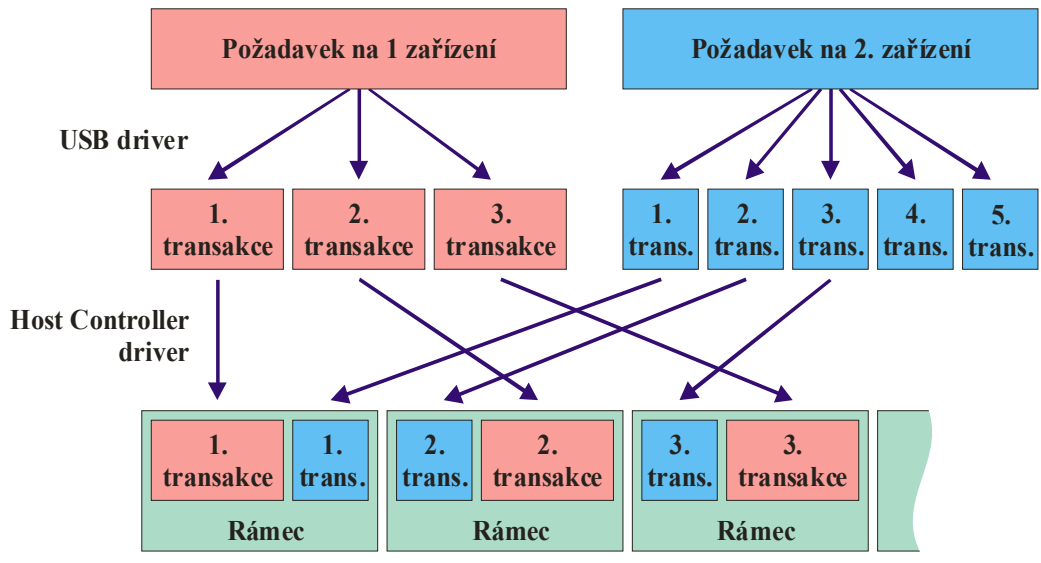 Požadavek na 1 zařízení
Požadavek na 2. zařízení
USB driver
1.
transakce
2.
transakce
3.
transakce
1.
trans.
2.
trans.
3.
trans.
4.
trans.
5.
trans.
Host Controller
driver
1.
transakce
1.
trans.
Rámec
2.
trans.
2.
transakce
Rámec
3.
trans.
3.
transakce
Rámec